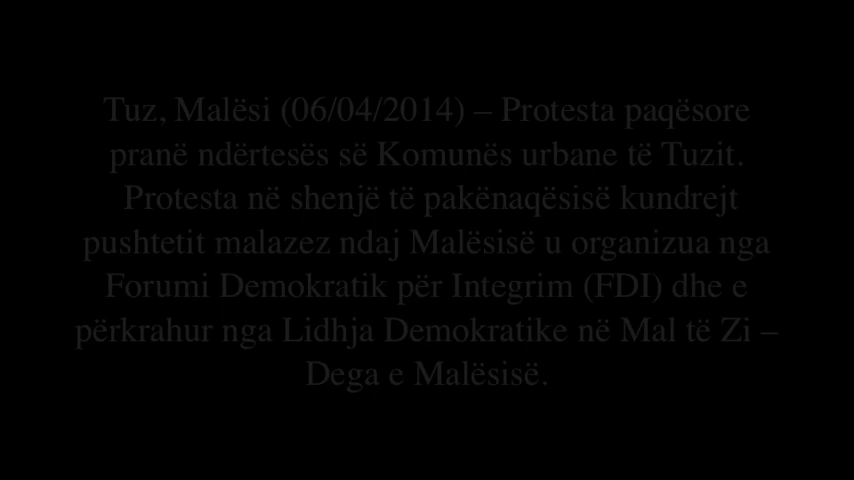 Tuz, Malësi (06/04/2014) – Protesta paqësore
pranë ndërtesës së Komunës urbane të Tuzit.
Protesta në shenjë të pakënaqësisë kundrejt
pushtetit malazez ndaj Malësisë u organizua nga
Forumi Demokratik për Integrim (FDI) dhe e
përkrahur nga Lidhja Demokratike në Mal të Zi –
Dega e Malësisë.